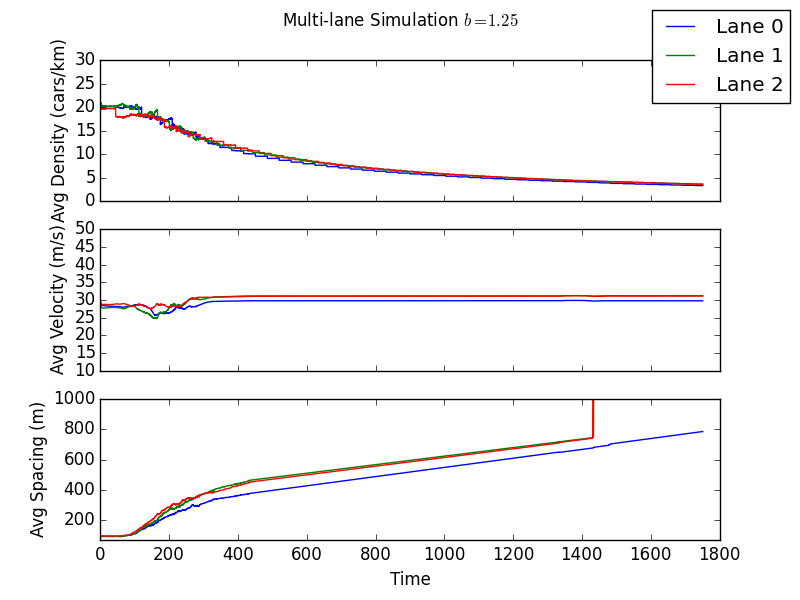 Multi-lane Simulation b=1.25
Lane 0
Lane 1
Lane 2
Avg Density (cars/km)
30
25
20
15
10
5
0
Avg Velocity (m/s)
50
45
40
35
30
25
20
15
10
Avg Spacing (m)
1000
800
600
400
200
0 200 400 600 800 1000 1200 1400 1600 1800
Time